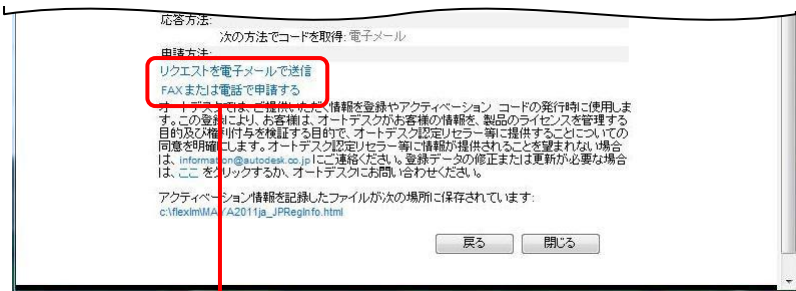 応答方法:
次の方法でコードを取得: 電子メール
申請方法:
リクエストを電子メールで送信
FAX または電話で申請する
オートデスクでは、ご提供いただく情報を登録やアクティベーション コードの発行時に使用しま
す。この登録により、お客様は、オートデスクがお客様の情報を、製品のライセンスを管理する
目的及び権利付与を検証する目的で、オートデスク認定リセラー等に提供することについての
同意を明確にします。オートデスク認定リセラー等に情報が提供されることを望まれない場合
は、information@autodesk.co.jp にご連絡ください。登録データの修正または更新が必要な場合
は、ここ をクリックするか、オートデスクにお問い合わせください。
アクティベーション情報を記録したファイルが次の場所に保存されています:
c:\flexlm\MAYA2011ja_JPRegInfo.html
戻る
閉じる